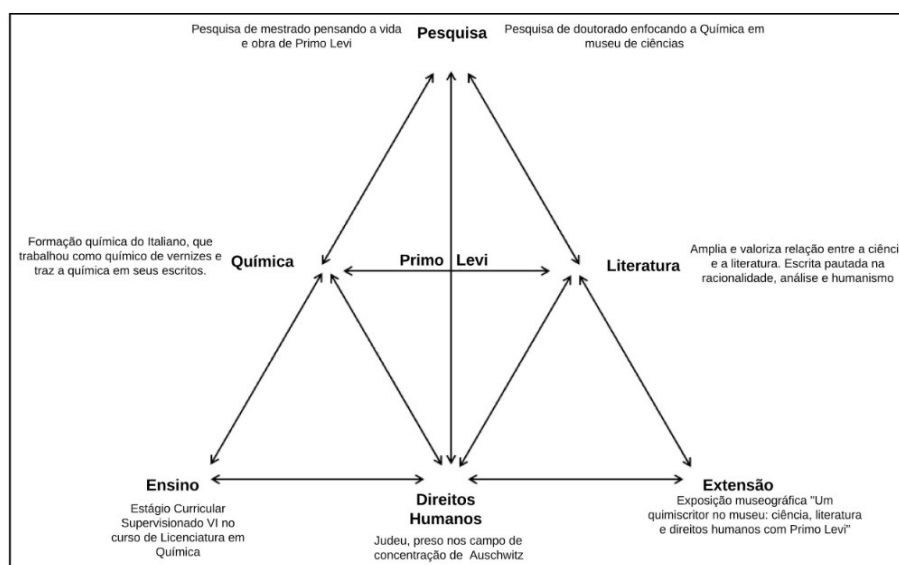 Pesquisa de mestrado pensando a vida
e obra de Primo Levi
Pesquisa
Pesquisa de doutorado enfocando a Química em
museu de ciências
Formação química do Italiano, que
trabalhou como químico de vernizes e
traz a química em seus escritos.
Química
Primo Levi
Literatura
Amplia e valoriza relação entre a ciênci
e a literatura. Escrita pautada na
racionalidade, análise e humanismo
Ensino
Estágio Curricular
Supervisionado VI no
curso de Licenciatura em
Química
Direitos
Humanos
Judeu, preso nos campo de
concentração de Auschwitz
Extensão
Exposição museográfica "Um
quimiscritor no museu: ciência, literatura
e direitos humanos com Primo Levi"